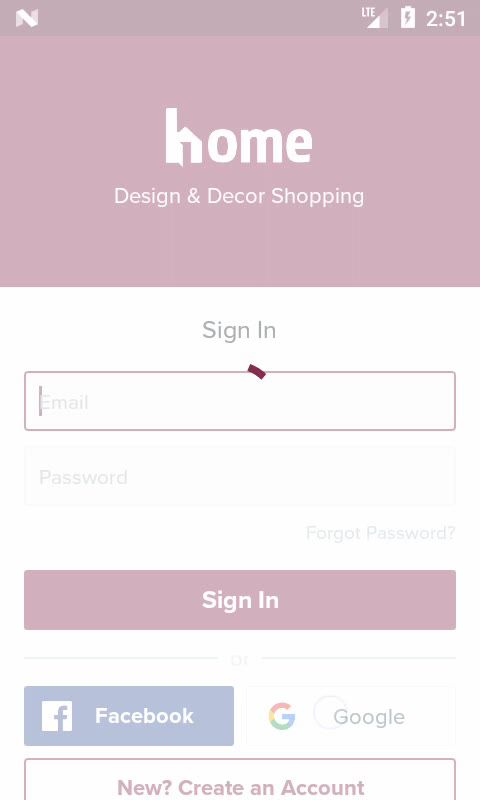 LTE 2:51
home
Design & Decor Shopping
Sign In
Email
Password
Forgot Password?
Sign In
or
Facebook
Google
New? Create an Account